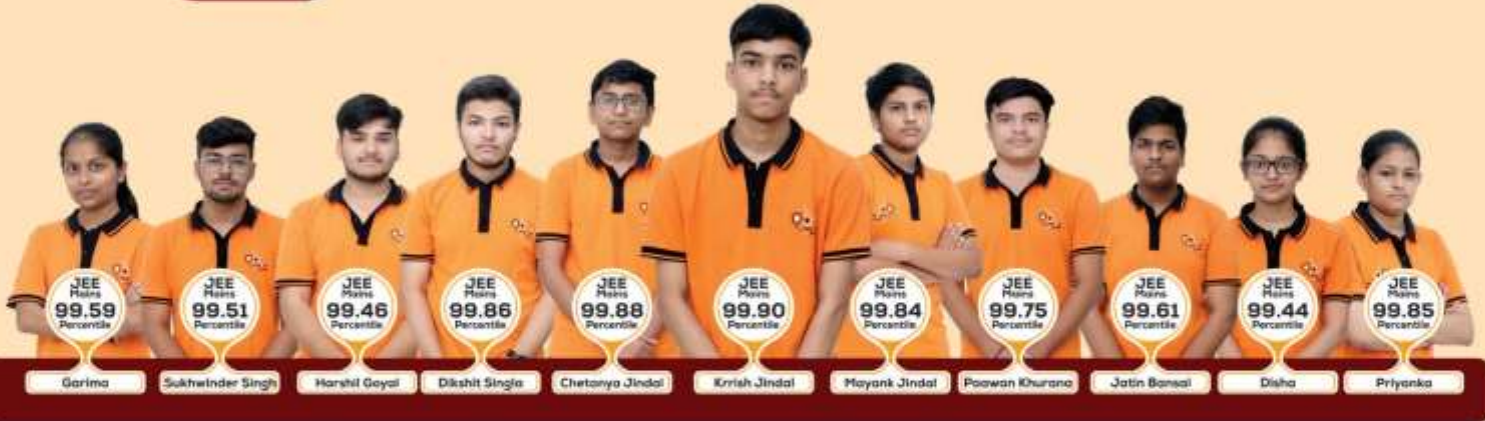 JEE
Mains
99.59
Percentile
Garima
JEE
Mains
99.51
Percentile
Sukhwinder Singh
JEE
Mains
99.46
Percentile
Harshil Goyal
JEE
Mains
99.86
Percentile
Dikshit Singla
JEE
Mains
99.88
Percentile
Chetanya Jindal
JEE
Mains
99.90
Percentile
Krrish Jindal
JEE
Mains
99.84
Percentile
Mayank Jindal
JEE
Mains
99.75
Percentile
Paawan Khurana
JEE
Mains
99.61
Percentile
Jatin Bansal
JEE
Mains
99.44
Percentile
Disha
JEE
Mains
99.85
Percentile
Priyanka